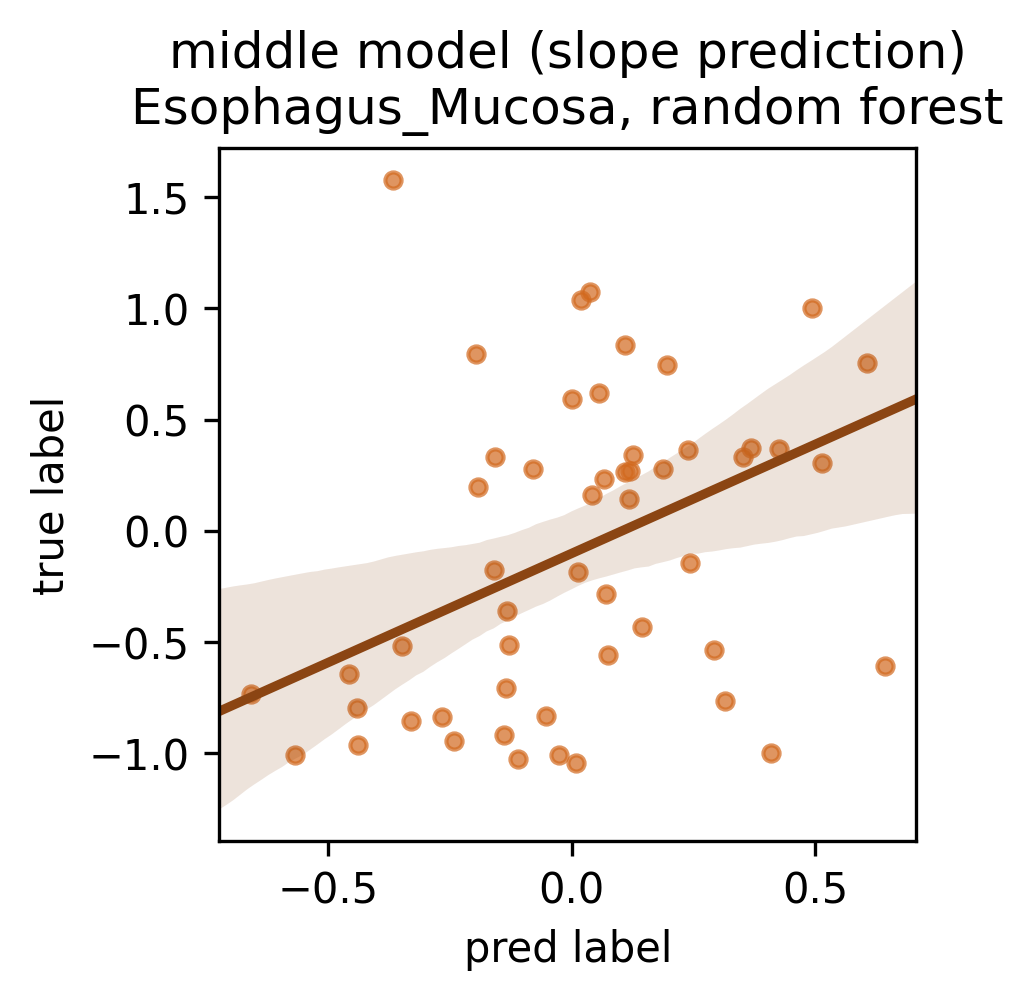 middle model (slope prediction)
Esophagus_Mucosa, random forest
1.5
1.0
0.5
0.0
−0.5
−1.0
true label
−0.5
0.0
0.5
pred label